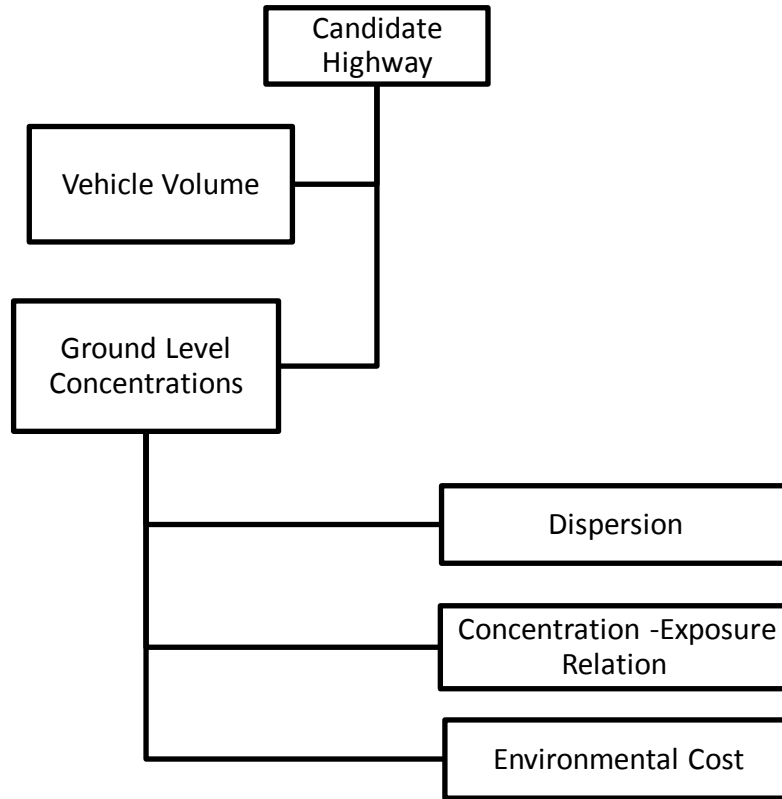 Candidate
Highway
Vehicle Volume
Ground Level
Concentrations
Dispersion
Concentration -Exposure
Relation
Environmental Cost